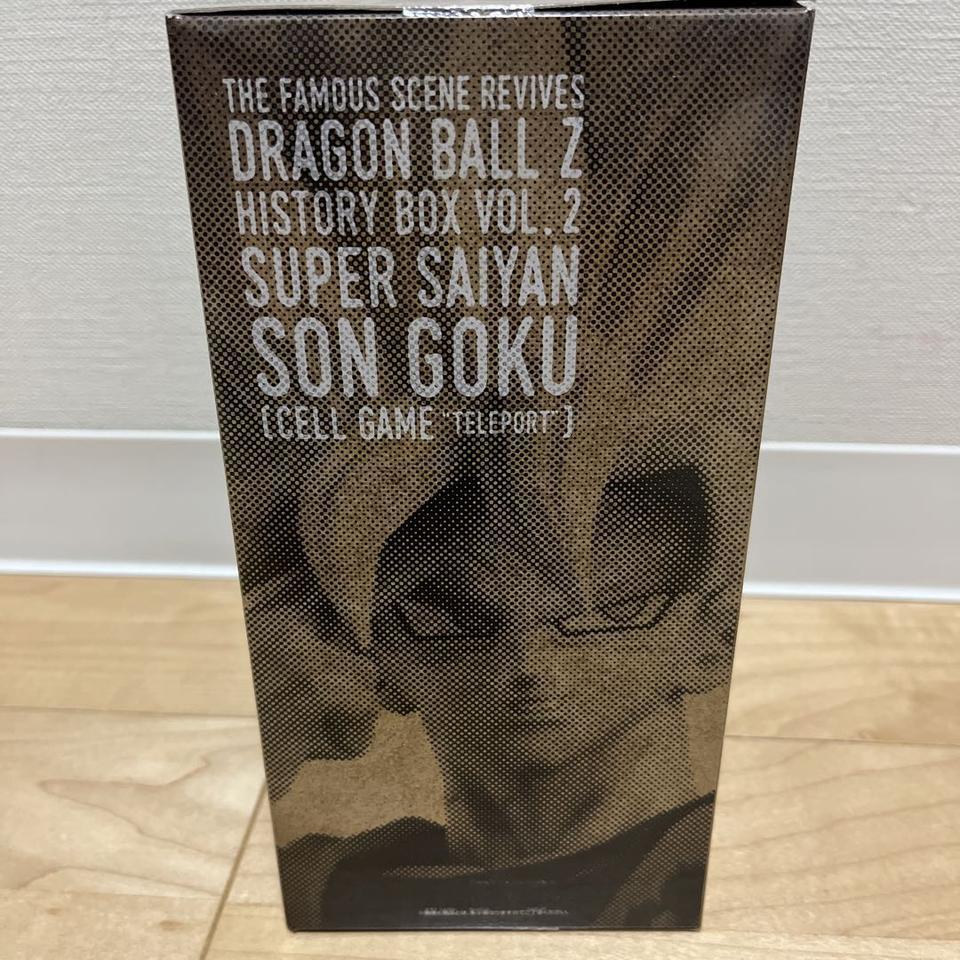 THE FAMOUS SCENE REVIVES
DRAGON BALL Z
HISTORY BOX VOL. 2
SUPER SAIYAN
SON GOKU
[CELL GAME "TELEPORT"]